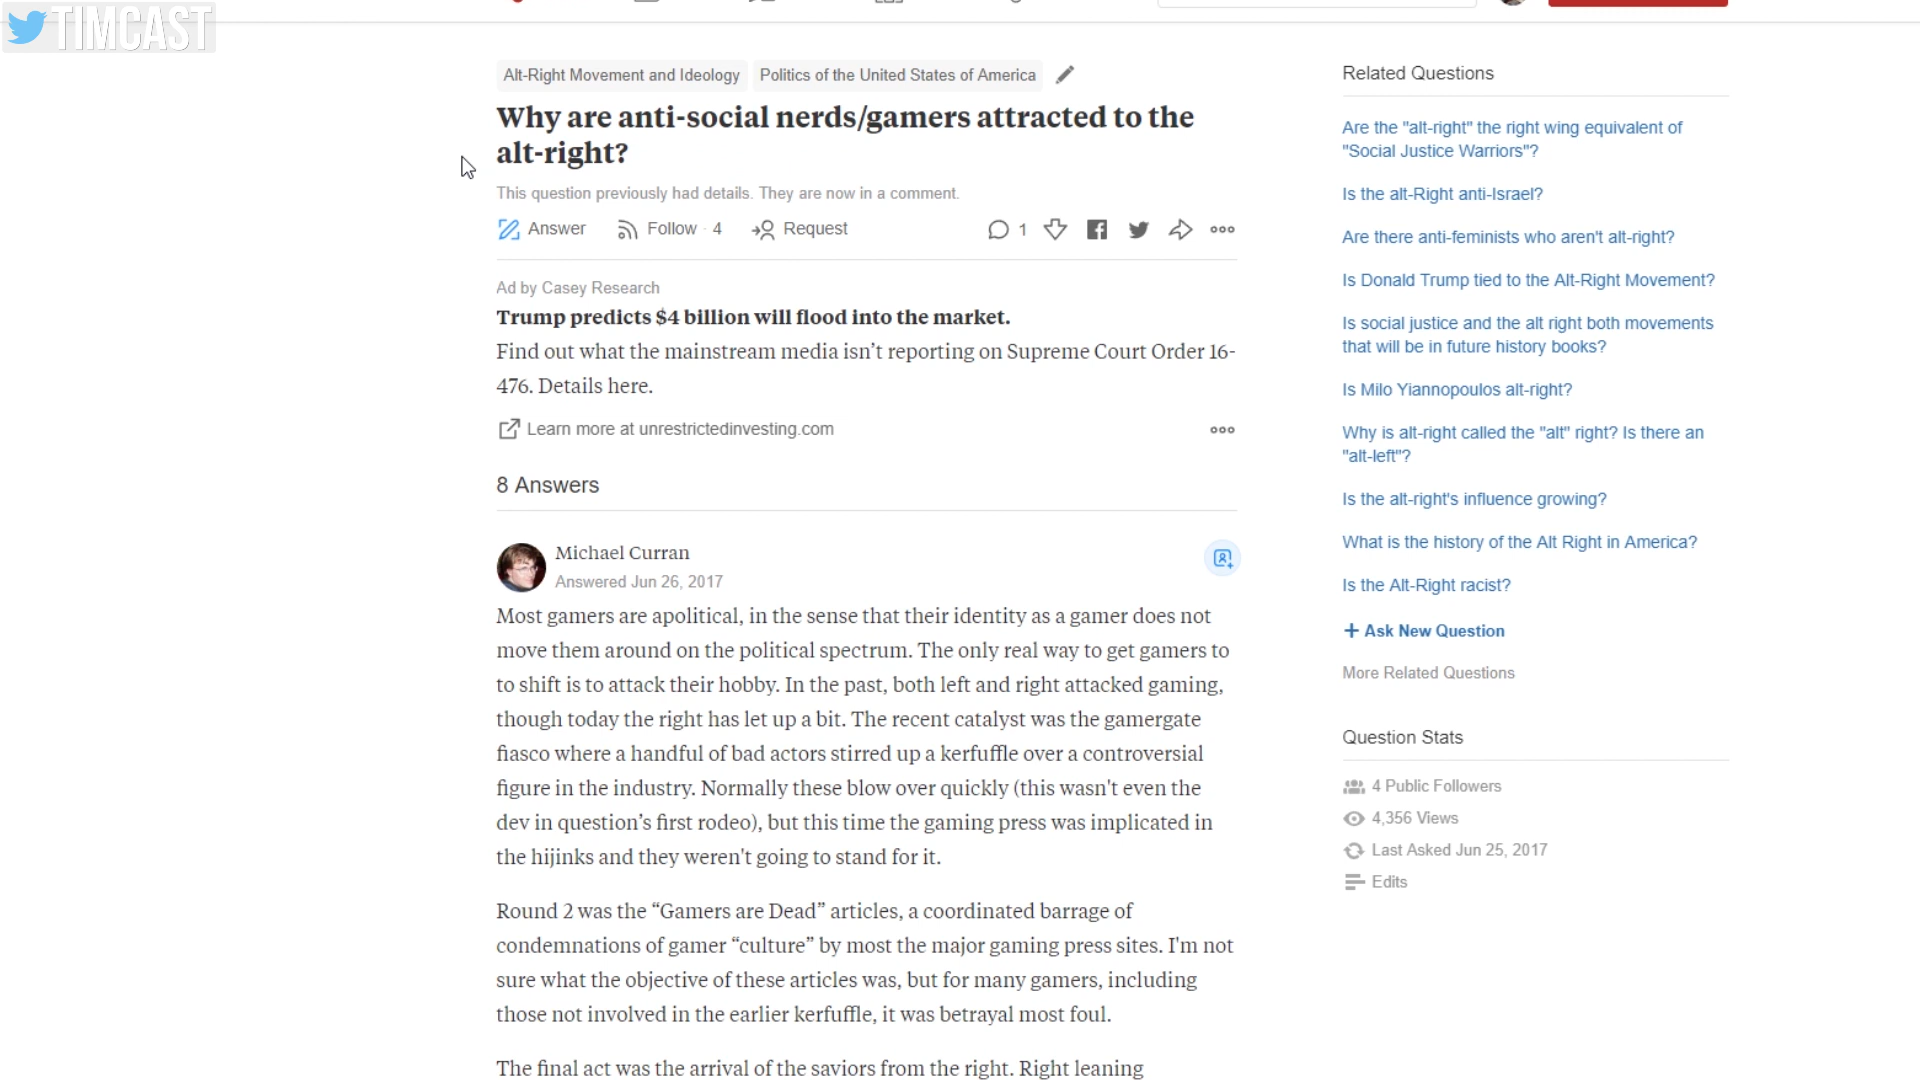 TIMCAST
Alt-Right Movement and Ideology
Politics of the United States of America
Why are anti-social nerds/gamers attracted to the
alt-right?
This question previously had details. They are now in a comment.
Answer
Follow · 4
Request
1
Ad by Casey Research
Trump predicts $4 billion will flood into the market.
Find out what the mainstream media isn’t reporting on Supreme Court Order 16-
476. Details here.
Learn more at unrestrictedinvesting.com
8 Answers
Michael Curran
Answered Jun 26, 2017
Most gamers are apolitical, in the sense that their identity as a gamer does not
move them around on the political spectrum. The only real way to get gamers to
to shift is to attack their hobby. In the past, both left and right attacked gaming,
though today the right has let up a bit. The recent catalyst was the gamergate
fiasco where a handful of bad actors stirred up a kerfuffle over a controversial
figure in the industry. Normally these blow over quickly (this wasn't even the
dev in question’s first rodeo), but this time the gaming press was implicated in
the hijinks and they weren't going to stand for it.
Round 2 was the “Gamers are Dead” articles, a coordinated barrage of
condemnations of gamer “culture” by most the major gaming press sites. I'm not
sure what the objective of these articles was, but for many gamers, including
those not involved in the earlier kerfuffle, it was betrayal most foul.
The final act was the arrival of the saviors from the right. Right leaning
Related Questions
Are the "alt-right" the right wing equivalent of
"Social Justice Warriors"?
Is the alt-Right anti-Israel?
Are there anti-feminists who aren't alt-right?
Is Donald Trump tied to the Alt-Right Movement?
Is social justice and the alt right both movements
that will be in future history books?
Is Milo Yiannopoulos alt-right?
Why is alt-right called the "alt" right? Is there an
"alt-left"?
Is the alt-right's influence growing?
What is the history of the Alt Right in America?
Is the Alt-Right racist?
+ Ask New Question
More Related Questions
Question Stats
4 Public Followers
4,356 Views
Last Asked Jun 25, 2017
Edits